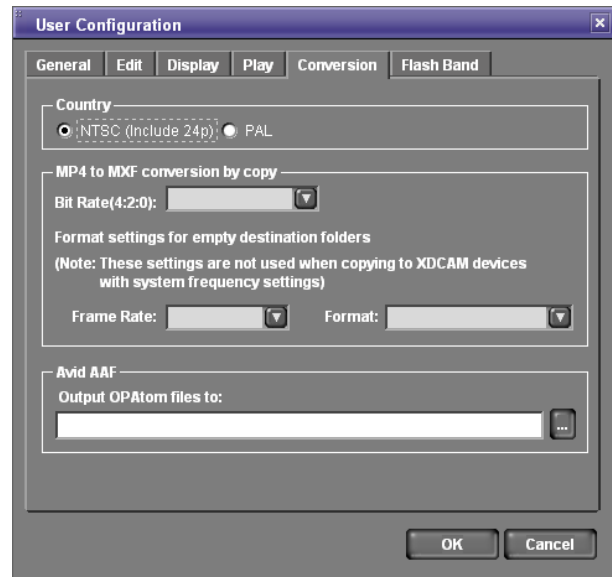 User Configuration
General Edit Display Play Conversion Flash Band
Country
NTSC (Include 24p) PAL
MP4 to MXF conversion by copy
Bit Rate(4:2:0):
Format settings for empty destination folders
(Note: These settings are not used when copying to XDCAM devices
with system frequency settings)
Frame Rate: Format:
Avid AAF
Output OPAtom files to:
...
OK Cancel